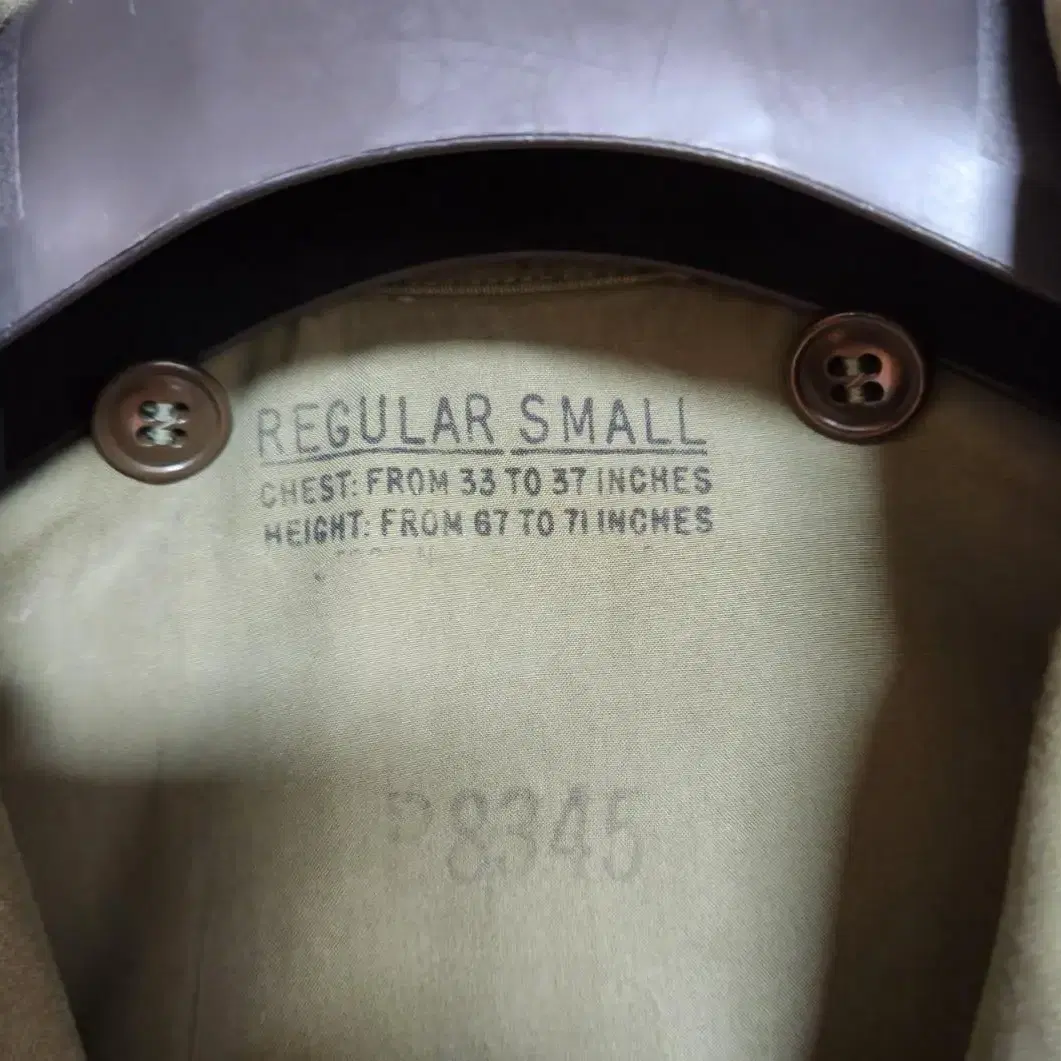 REGULAR SMALL
CHEST: FROM 33 TO 37 INCHES
HEIGHT: FROM 67 TO 71 INCHES
8345